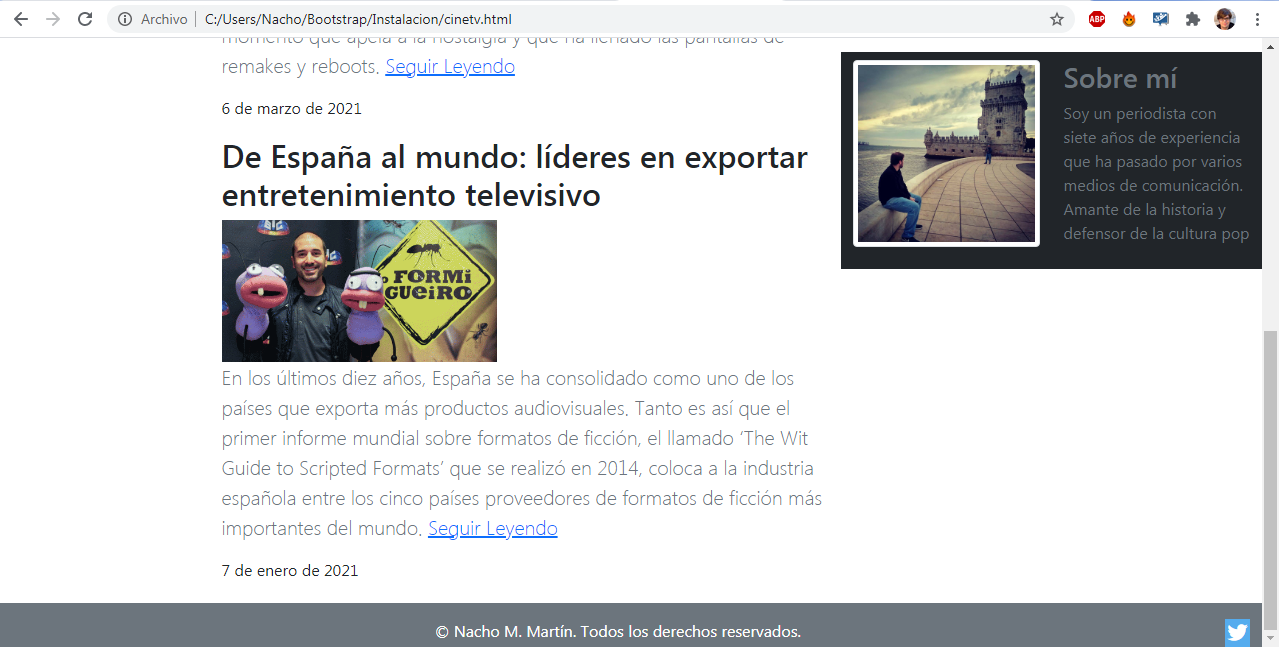 Archivo C:/Users/Nacho/Bootstrap/Instalacion/cinetv.html
ABP
momento que apela a la nostalgia y que ha llenado las pantallas de
remakes y reboots. Seguir Leyendo
6 de marzo de 2021
De España al mundo: líderes en exportar
entretenimiento televisivo
FORMi
GUEiRO
En los últimos diez años, España se ha consolidado como uno de los
países que exporta más productos audiovisuales. Tanto es así que el
primer informe mundial sobre formatos de ficción, el llamado ‘The Wit
Guide to Scripted Formats’ que se realizó en 2014, coloca a la industria
española entre los cinco países proveedores de formatos de ficción más
importantes del mundo. Seguir Leyendo
7 de enero de 2021
Sobre mí
Soy un periodista con
siete años de experiencia
que ha pasado por varios
medios de comunicación.
Amante de la historia y
defensor de la cultura pop
© Nacho M. Martín. Todos los derechos reservados.